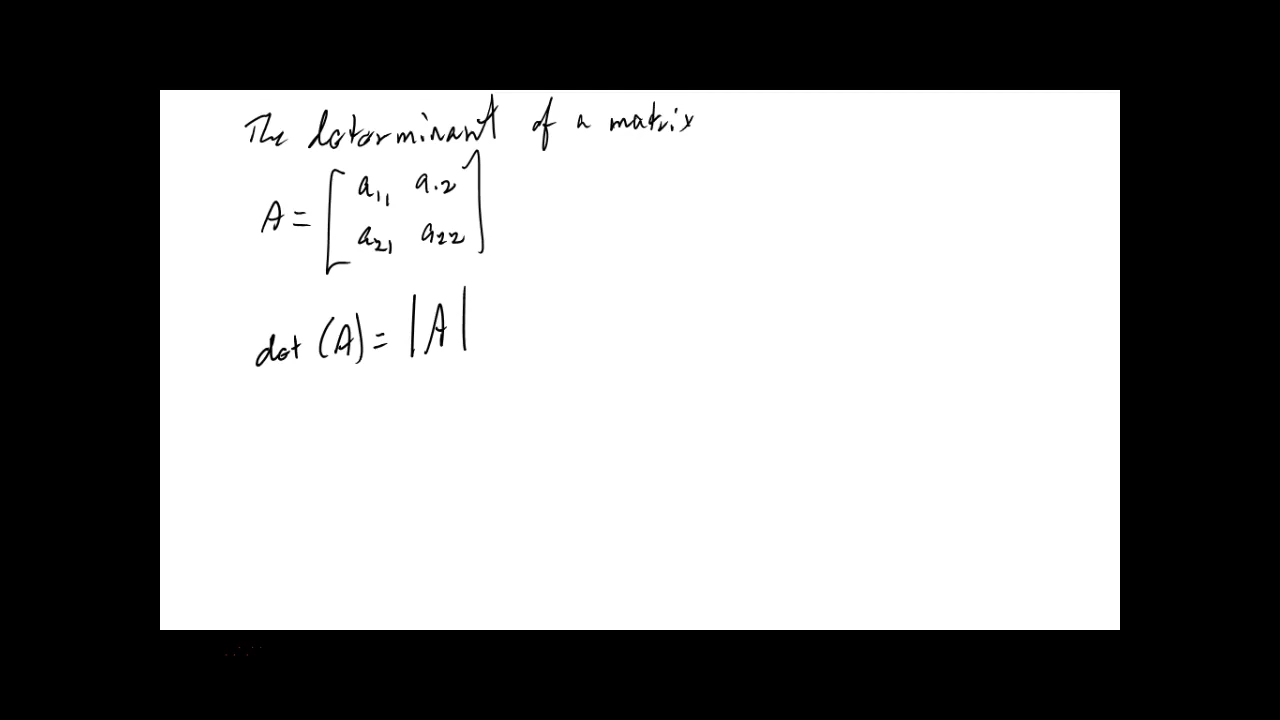 The determinant of a matrix
A = [ a₁₁ a₁₂
a₂₁ a₂₂ ]
det (A) = |A|